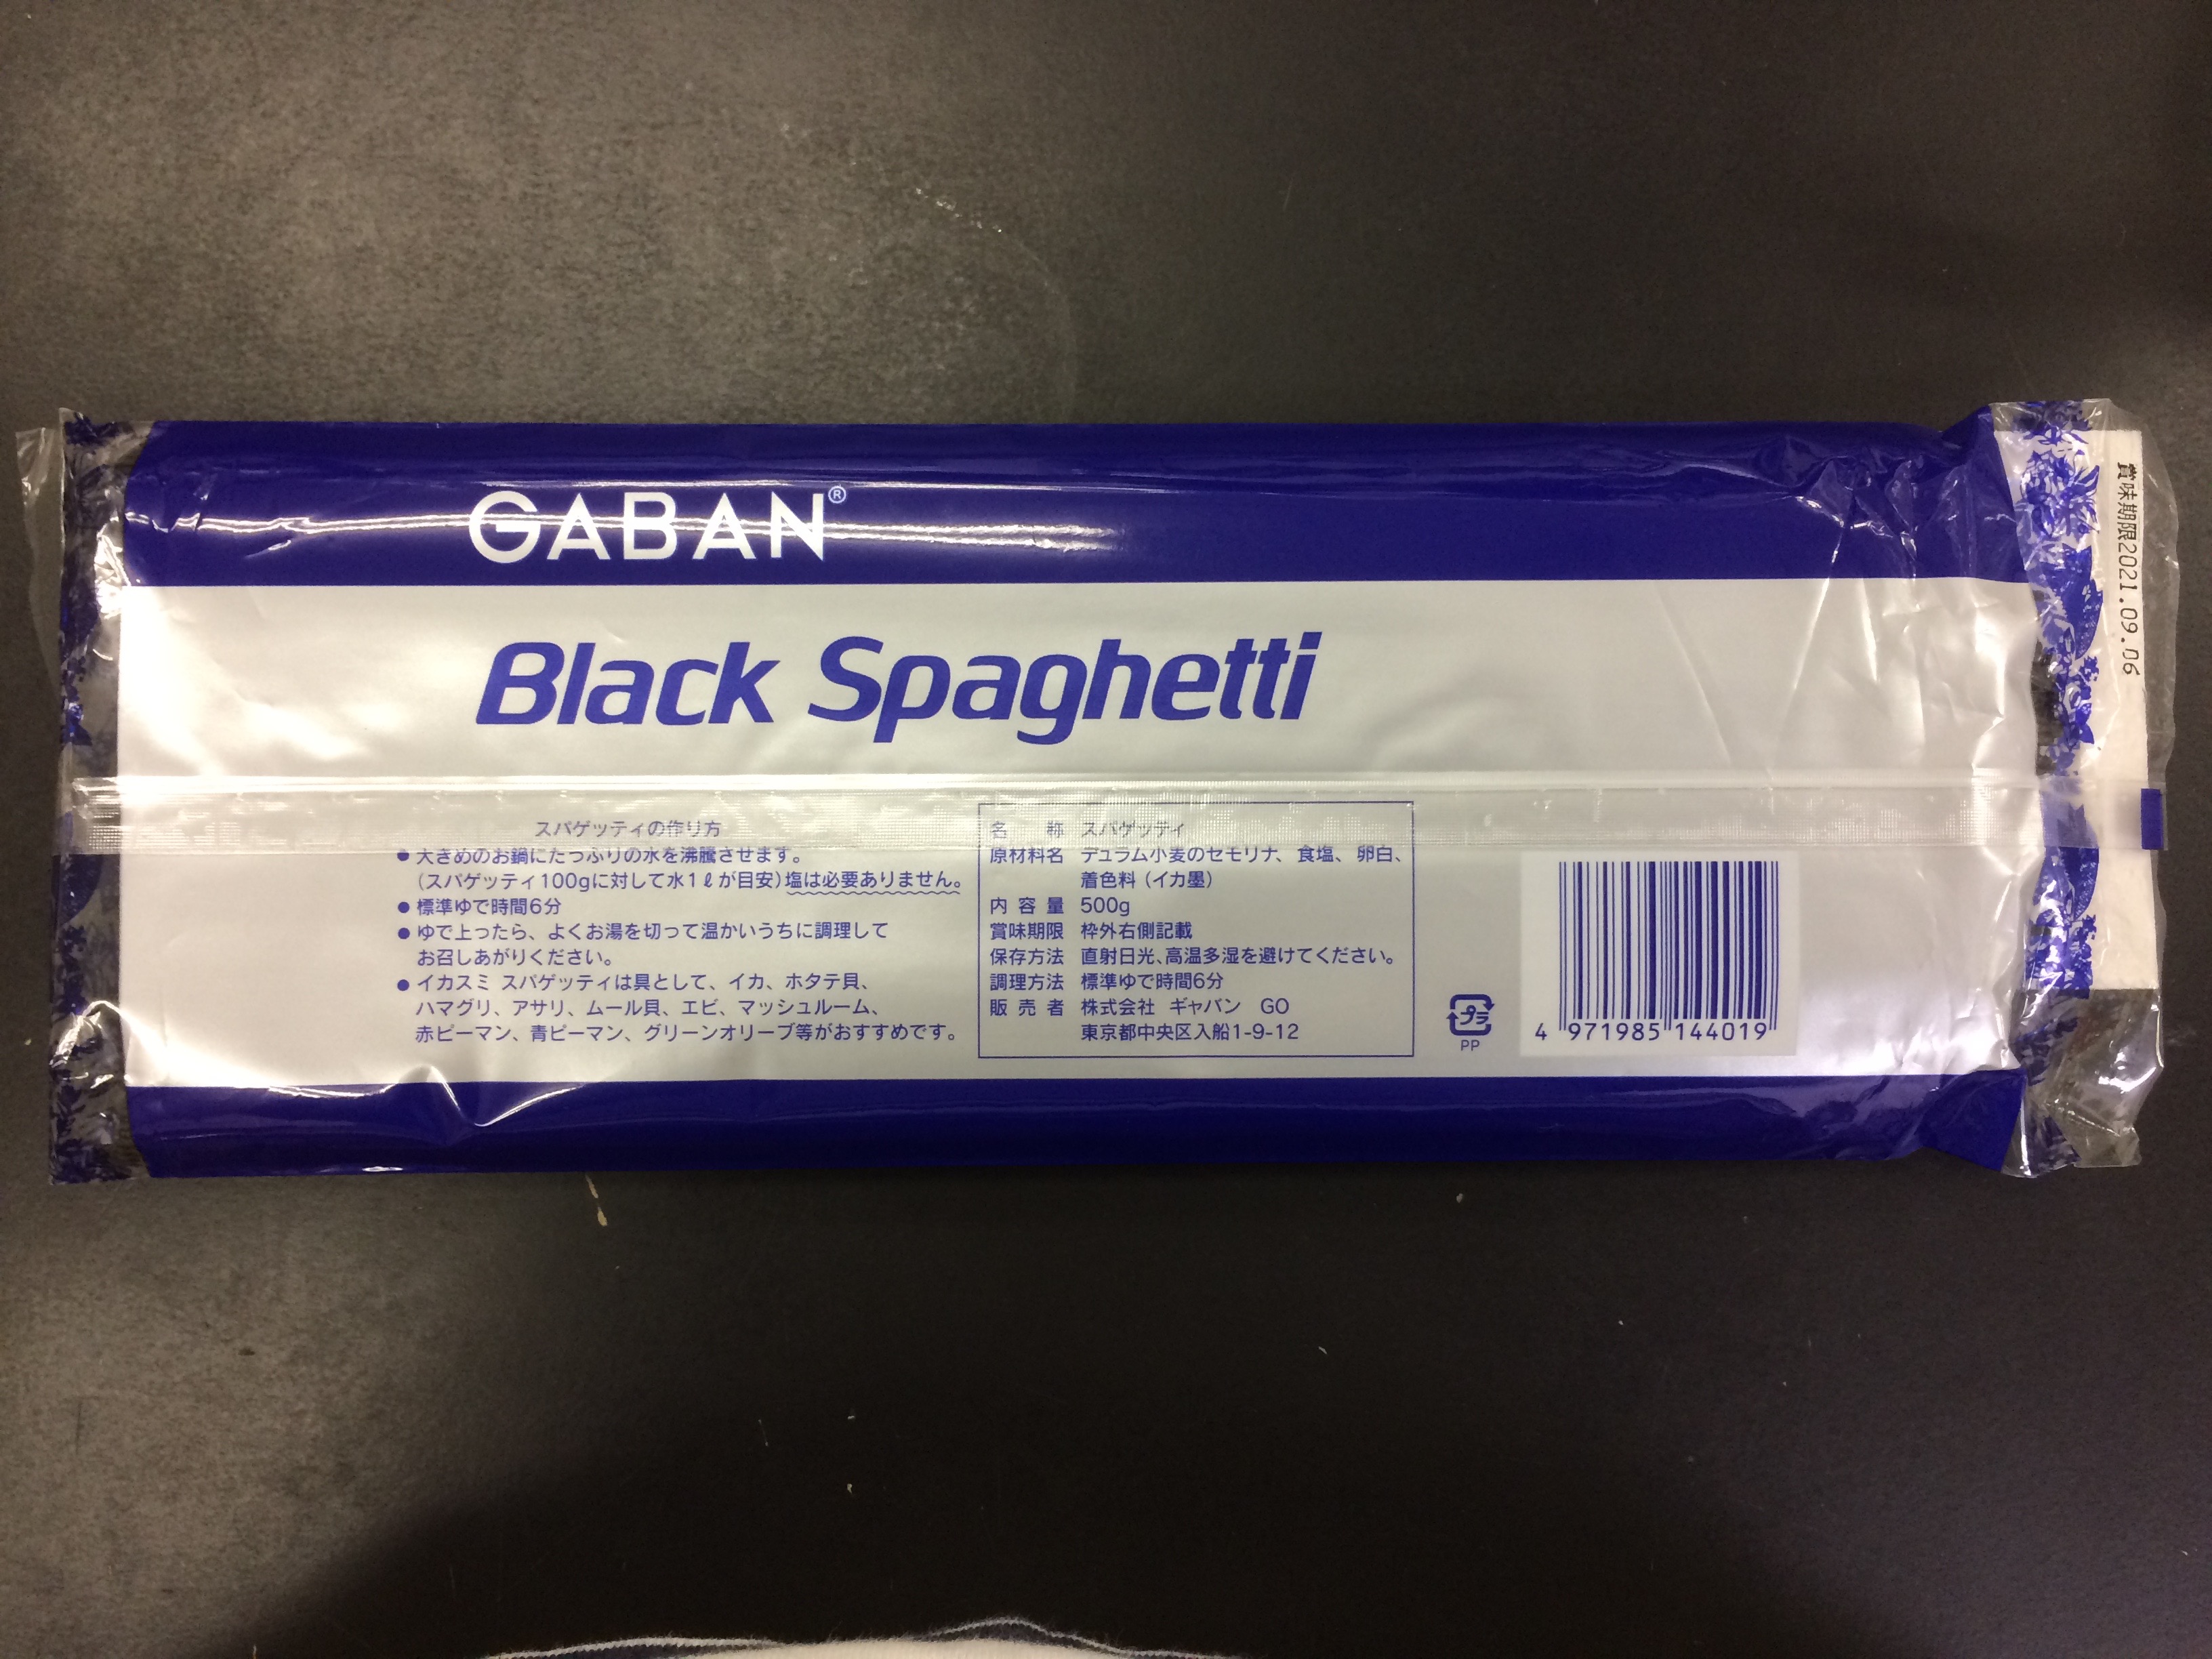 GABAN®
Black Spaghetti
スパゲッティの作り方
● 大きめのお鍋にたっぷりの水を沸騰させます。
(スパゲッティ100gに対して水1ℓが目安)塩は必要ありません。
● 標準ゆで時間6分
● ゆで上ったら、よくお湯を切って温かいうちに調理して
お召しあがりください。
● イカスミ スパゲッティは具として、イカ、ホタテ貝、
ハマグリ、アサリ、ムール貝、エビ、マッシュルーム、
赤ピーマン、青ピーマン、グリーンオリーブ等がおすすめです。
名称 スパゲッティ
原材料名 デュラム小麦のセモリナ、食塩、卵白、
着色料(イカ墨)
内容量 500g
賞味期限 枠外右側記載
保存方法 直射日光、高温多湿を避けてください。
調理方法 標準ゆで時間6分
販売者 株式会社 ギャバン GO
東京都中央区入船1-9-12
プラ
PP
4 971985 144019
賞味期限2021.09.06